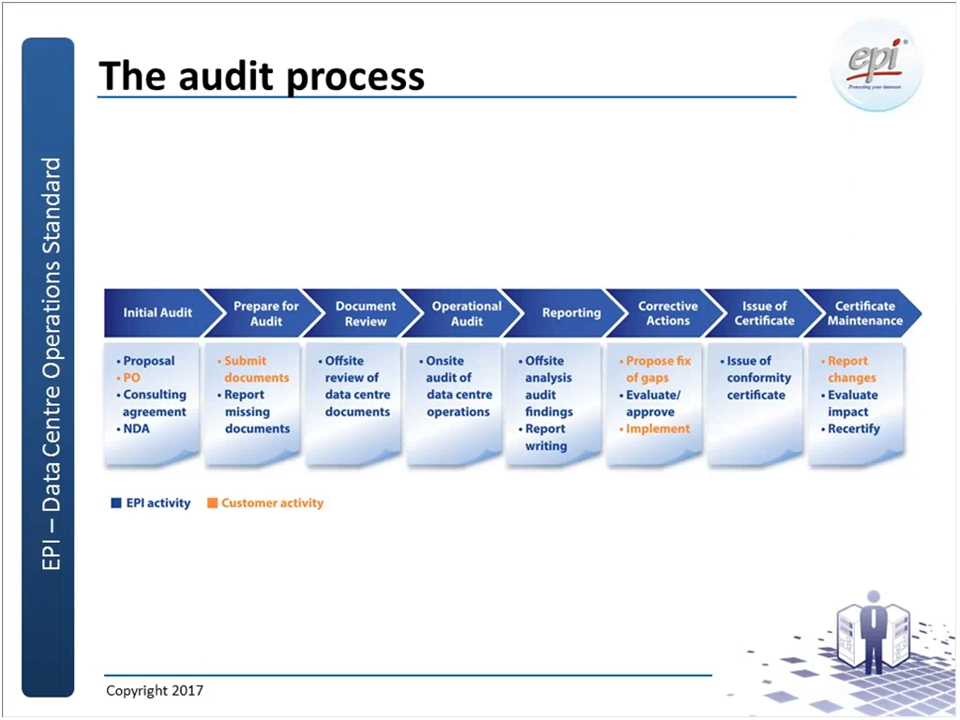 The audit process
epi®
Protecting your interests
EPI – Data Centre Operations Standard
Initial Audit
Prepare for
Audit
Document
Review
Operational
Audit
Reporting
Corrective
Actions
Issue of
Certificate
Certificate
Maintenance
• Proposal
• PO
• Consulting
agreement
• NDA
• Submit
documents
• Report
missing
documents
• Offsite
review of
data centre
documents
• Onsite
audit of
data centre
operations
• Offsite
analysis
audit
findings
• Report
writing
• Propose fix
of gaps
• Evaluate/
approve
• Implement
• Issue of
conformity
certificate
• Report
changes
• Evaluate
impact
• Recertify
EPI activity
Customer activity
Copyright 2017